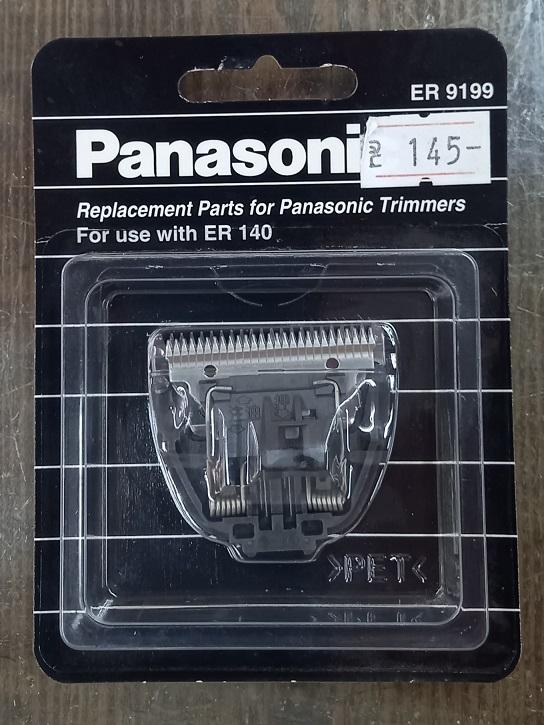 ER 9199
Panasoni
145-
Replacement Parts for Panasonic Trimmers
For use with ER 140
>PET<